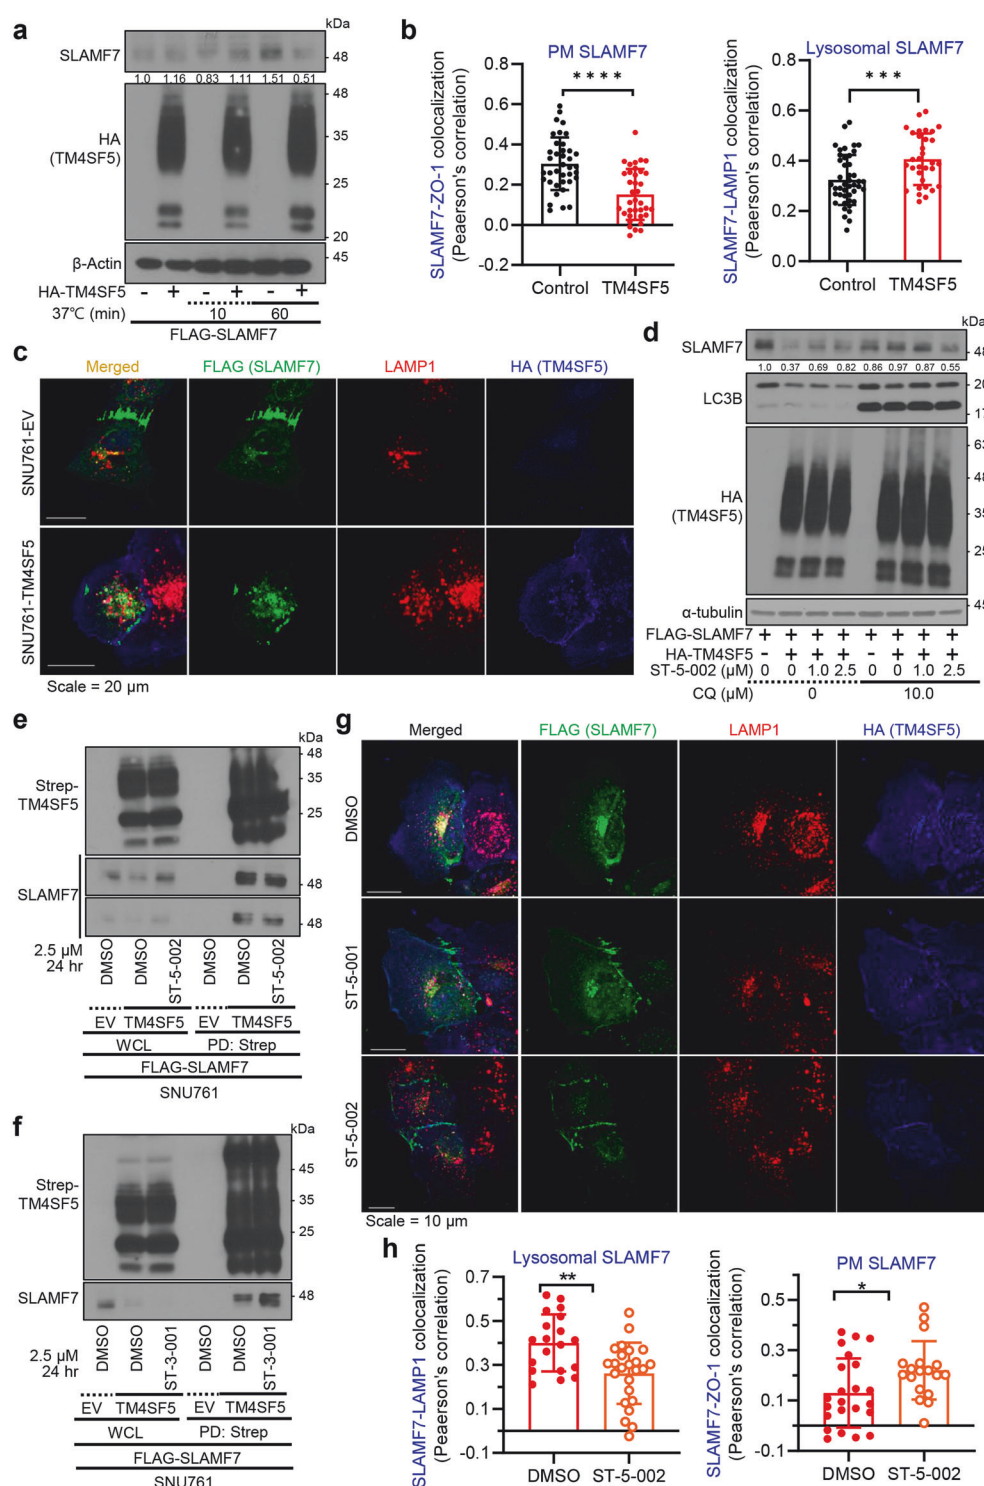 a
kDa
SLAMF7
48
1.0 1.16 0.83 1.11 1.51 0.51
48
HA
(TM4SF5)
35
25
20
β-Actin
45
HA-TM4SF5 - + - + - +
37℃ (min) 10 60
FLAG-SLAMF7
b
PM SLAMF7
SLAMF7-ZO-1 colocalization
(Peaerson's correlation)
****
0.8
0.6
0.4
0.2
0.0
-0.2
Control TM4SF5
Lysosomal SLAMF7
SLAMF7-LAMP1 colocalization
(Peaerson's correlation)
***
0.8
0.6
0.4
0.2
0.0
Control TM4SF5
c
Merged FLAG (SLAMF7) LAMP1 HA (TM4SF5)
SNU761-EV
SNU761-TM4SF5
Scale = 20 μm
d
kDa
SLAMF7
48
1.0 0.37 0.69 0.82 0.86 0.97 0.87 0.55
LC3B
20
17
63
48
HA
(TM4SF5)
35
25
α-tubulin
45
FLAG-SLAMF7 + + + + + + + +
HA-TM4SF5 - + + + - + + +
ST-5-002 (μM) 0 0 1.0 2.5 0 0 1.0 2.5
CQ (μM) 0 10.0
e
kDa
48
Strep-
TM4SF5
35
25
SLAMF7
48
48
2.5 μM
24 hr
DMSO DMSO ST-5-002 DMSO DMSO ST-5-002
EV TM4SF5 EV TM4SF5
WCL PD: Strep
FLAG-SLAMF7
SNU761
f
kDa
45
Strep-
TM4SF5
35
25
SLAMF7
48
2.5 μM
24 hr
DMSO DMSO ST-3-001 DMSO DMSO ST-3-001
EV TM4SF5 EV TM4SF5
WCL PD: Strep
FLAG-SLAMF7
SNU761
g
Merged FLAG (SLAMF7) LAMP1 HA (TM4SF5)
DMSO
ST-5-001
ST-5-002
Scale = 10 μm
h
Lysosomal SLAMF7
SLAMF7-LAMP1 colocalization
(Peaerson's correlation)
**
0.7
0.5
0.3
0.1
-0.1
DMSO ST-5-002
PM SLAMF7
SLAMF7-ZO-1 colocalization
(Peaerson's correlation)
*
0.5
0.3
0.1
-0.1
DMSO ST-5-002